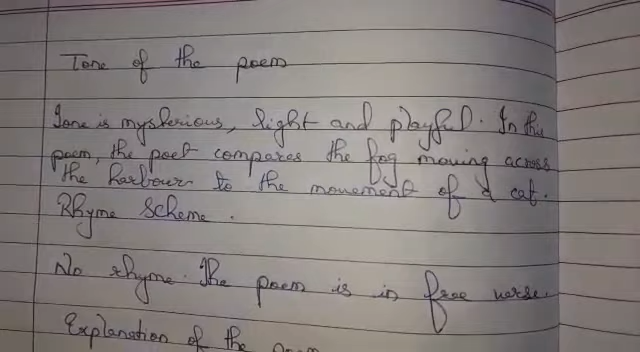 Tone of the poem
Tone is mysterious, light and playful. In this
poem, the poet compares the fog moving across
the harbour to the movement of a cat.
Rhyme Scheme.
No rhyme. The poem is in free verse.
Explanation of the poem